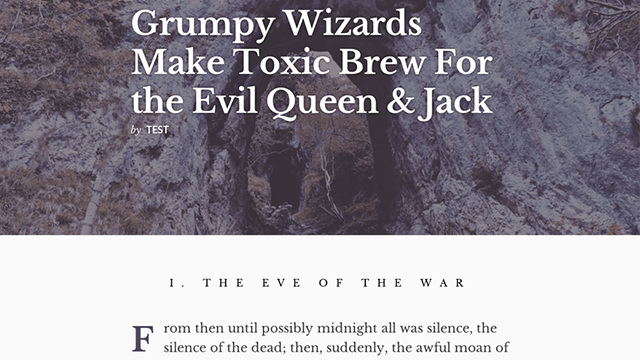 Grumpy Wizards
Make Toxic Brew For
the Evil Queen & Jack
by TEST
I. THE EVE OF THE WAR
From then until possibly midnight all was silence, the
silence of the dead; then, suddenly, the awful moan of